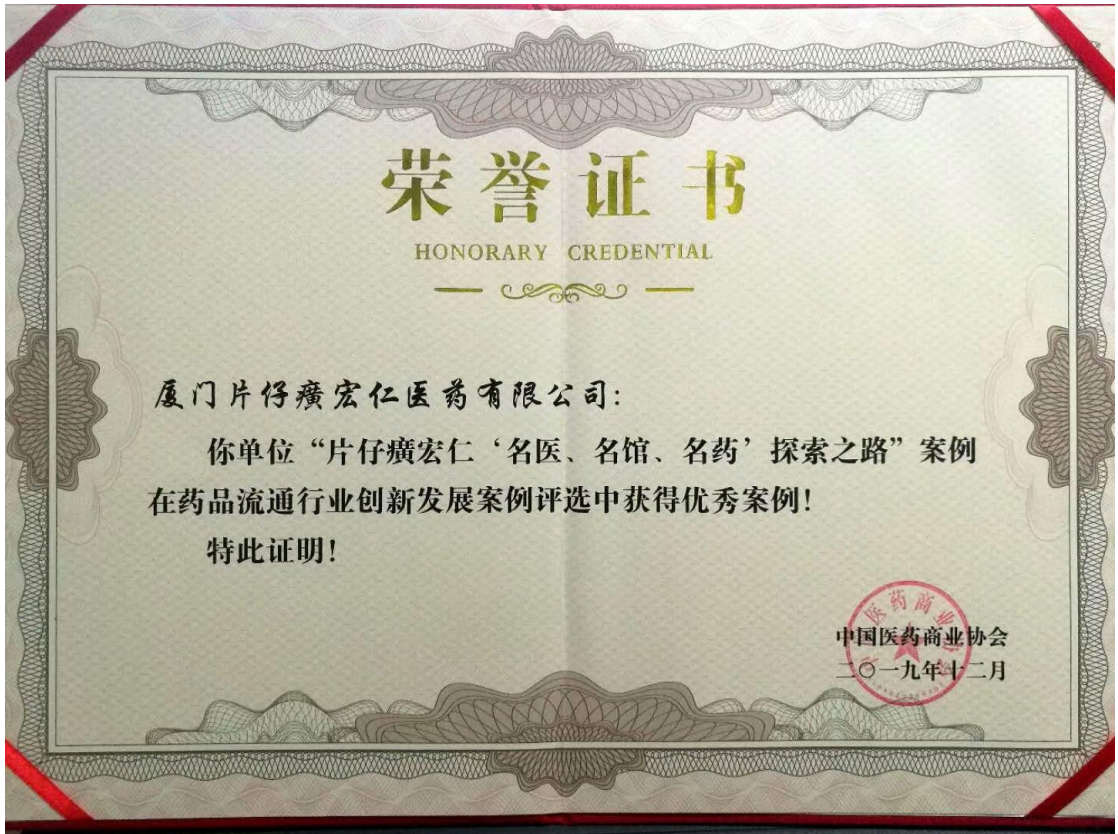 荣誉证书
HONORARY CREDENTIAL
厦门片仔癀宏仁医药有限公司：
你单位“片仔癀宏仁‘名医、名馆、名药’探索之路”案例
在药品流通行业创新发展案例评选中获得优秀案例！
特此证明！
中国医药商业协会
二〇一九年十二月